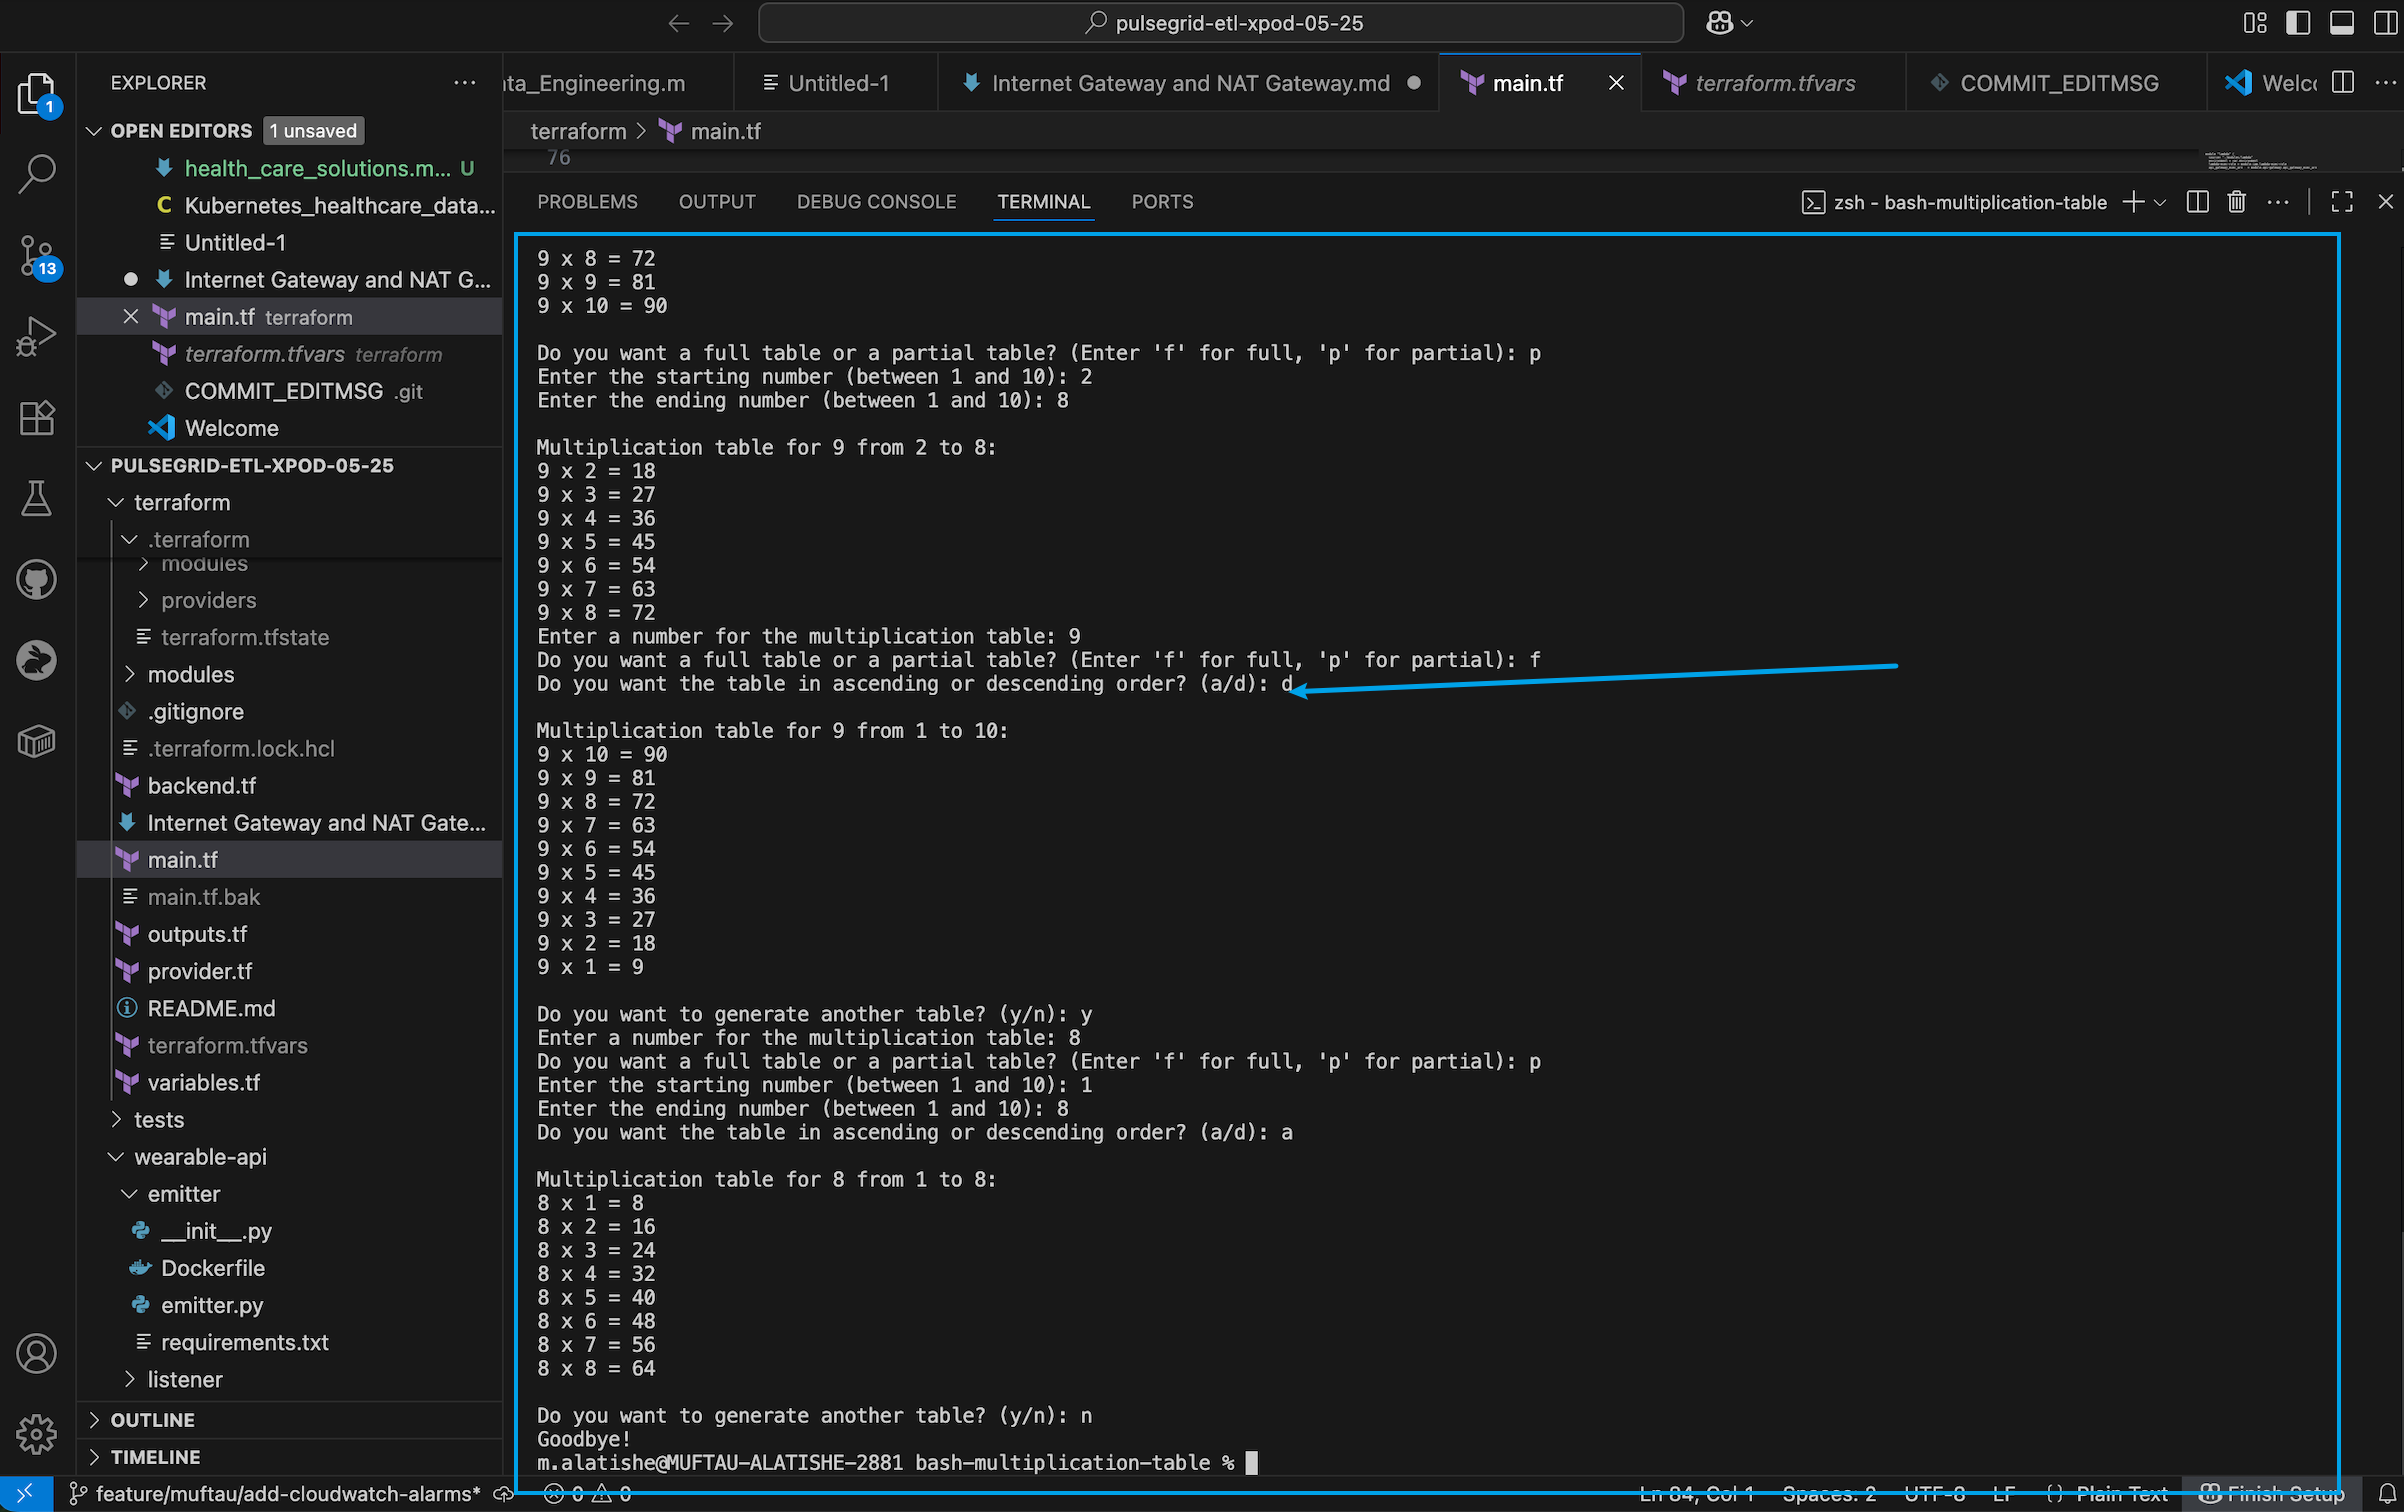 pulsegrid-etl-xpod-05-25
EXPLORER
1
OPEN EDITORS 1 unsaved
health_care_solutions.m... U
Kubernetes_healthcare_data...
Untitled-1
Internet Gateway and NAT G...
main.tf terraform
terraform.tfvars terraform
COMMIT_EDITMSG .git
Welcome
13
PULSEGRID-ETL-XPOD-05-25
terraform
.terraform
modules
providers
terraform.tfstate
modules
.gitignore
.terraform.lock.hcl
backend.tf
Internet Gateway and NAT Gate...
main.tf
main.tf.bak
outputs.tf
provider.tf
README.md
terraform.tfvars
variables.tf
tests
wearable-api
emitter
__init__.py
Dockerfile
emitter.py
requirements.txt
listener
OUTLINE
TIMELINE
ta_Engineering.m
Untitled-1
Internet Gateway and NAT Gateway.md
main.tf
terraform.tfvars
COMMIT_EDITMSG
Welc
terraform > main.tf
76
PROBLEMS OUTPUT DEBUG CONSOLE TERMINAL PORTS
zsh - bash-multiplication-table
9 x 8 = 72
9 x 9 = 81
9 x 10 = 90
Do you want a full table or a partial table? (Enter 'f' for full, 'p' for partial): p
Enter the starting number (between 1 and 10): 2
Enter the ending number (between 1 and 10): 8
Multiplication table for 9 from 2 to 8:
9 x 2 = 18
9 x 3 = 27
9 x 4 = 36
9 x 5 = 45
9 x 6 = 54
9 x 7 = 63
9 x 8 = 72
Enter a number for the multiplication table: 9
Do you want a full table or a partial table? (Enter 'f' for full, 'p' for partial): f
Do you want the table in ascending or descending order? (a/d): d
Multiplication table for 9 from 1 to 10:
9 x 10 = 90
9 x 9 = 81
9 x 8 = 72
9 x 7 = 63
9 x 6 = 54
9 x 5 = 45
9 x 4 = 36
9 x 3 = 27
9 x 2 = 18
9 x 1 = 9
Do you want to generate another table? (y/n): y
Enter a number for the multiplication table: 8
Do you want a full table or a partial table? (Enter 'f' for full, 'p' for partial): p
Enter the starting number (between 1 and 10): 1
Enter the ending number (between 1 and 10): 8
Do you want the table in ascending or descending order? (a/d): a
Multiplication table for 8 from 1 to 8:
8 x 1 = 8
8 x 2 = 16
8 x 3 = 24
8 x 4 = 32
8 x 5 = 40
8 x 6 = 48
8 x 7 = 56
8 x 8 = 64
Do you want to generate another table? (y/n): n
Goodbye!
m.alatishe@MUFTAU-ALATISHE-2881 bash-multiplication-table %
feature/muftau/add-cloudwatch-alarms* 0 0 Ln 84, Col 1 Spaces: 2 UTF-8 LF {} Plain Text Finish Setup